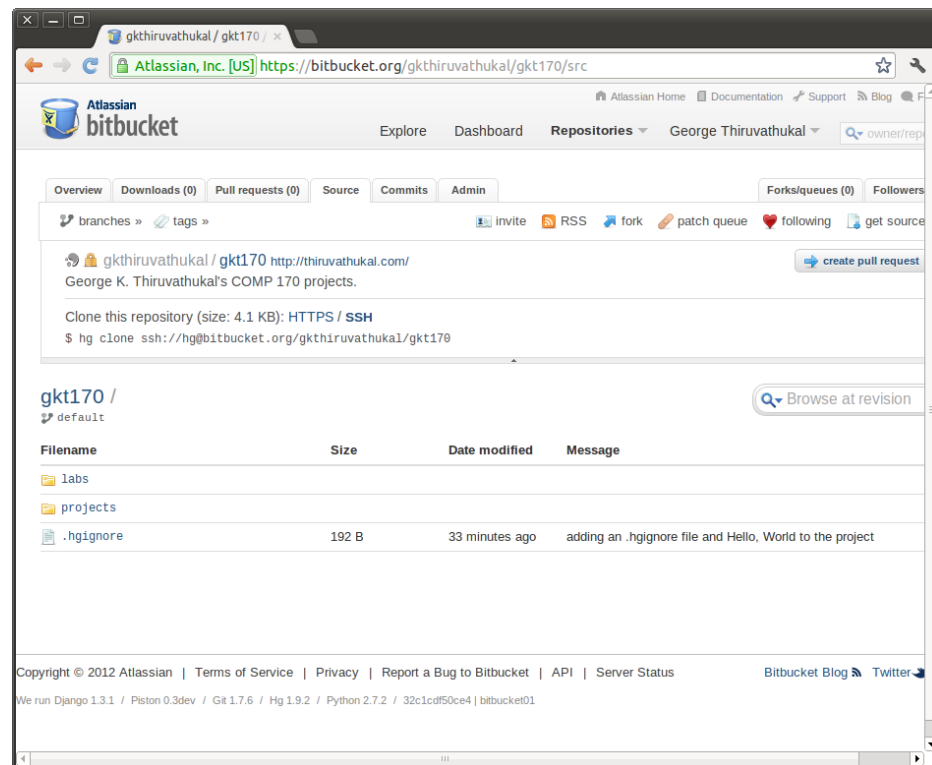 gkthiruvathukal / gkt170 /
Atlassian, Inc. [US] https://bitbucket.org/gkthiruvathukal/gkt170/src
Atlassian Home Documentation Support Blog F
Atlassian
bitbucket
Explore Dashboard Repositories George Thiruvathukal owner/repo
Overview Downloads (0) Pull requests (0) Source Commits Admin Forks/queues (0) Followers
branches » tags » invite RSS fork patch queue following get source
gkthiruvathukal / gkt170 http://thiruvathukal.com/ create pull request
George K. Thiruvathukal's COMP 170 projects.
Clone this repository (size: 4.1 KB): HTTPS / SSH
$ hg clone ssh://hg@bitbucket.org/gkthiruvathukal/gkt170
gkt170 /
Browse at revision
default
Filename Size Date modified Message
labs
projects
.hgignore 192 B 33 minutes ago adding an .hgignore file and Hello, World to the project
Copyright © 2012 Atlassian | Terms of Service | Privacy | Report a Bug to Bitbucket | API | Server Status Bitbucket Blog Twitter
We run Django 1.3.1 / Piston 0.3dev / Git 1.7.6 / Hg 1.9.2 / Python 2.7.2 / 32c1cdf50ce4 | bitbucket01